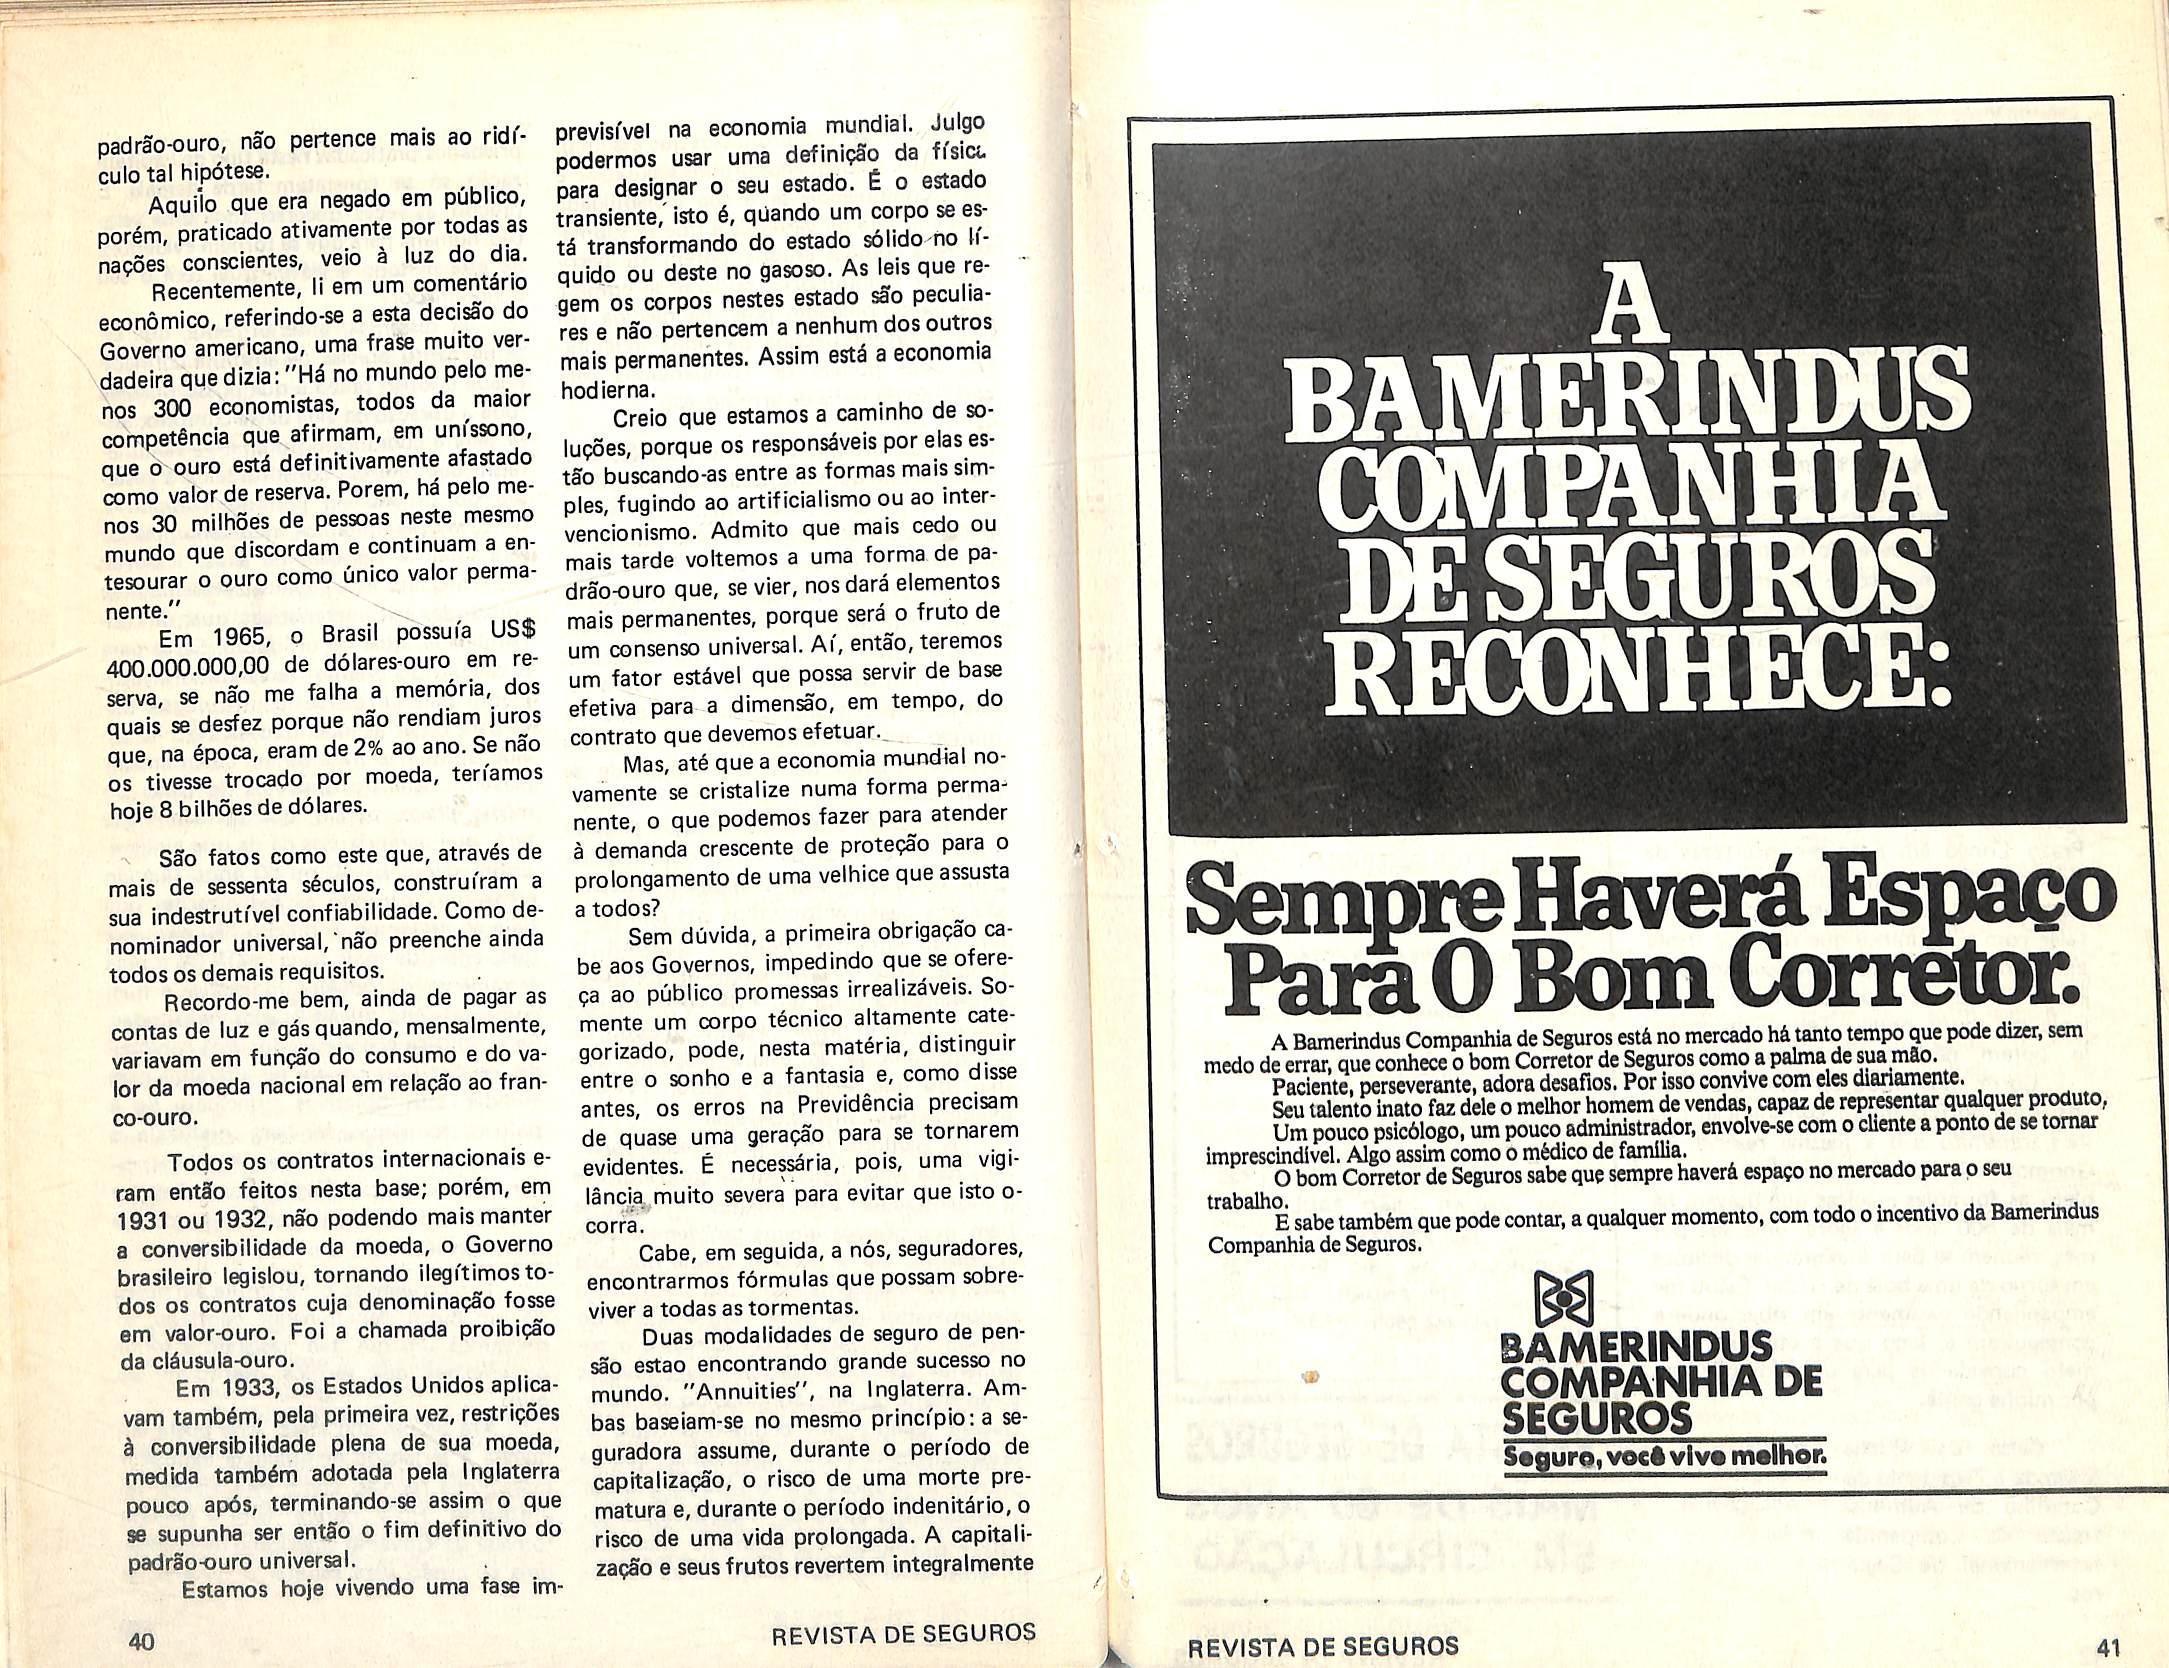 padrão-ouro, não pertence mais ao ridí-
culo tal hipótese.
Aquilo que era negado em público,
porém, praticado ativamente por todas as
nações conscientes, veio à luz do dia.
Recentemente, li em um comentário
econômico, referindo-se a esta decisão do
Governo americano, uma frase muito ver-
dadeira que dizia: "Há no mundo pelo me-
nos 300 economistas, todos da maior
competência que afirmam, em uníssono,
que o ouro está definitivamente afastado
como valor de reserva. Porem, há pelo me-
nos 30 milhões de pessoas neste mesmo
mundo que discordam e continuam a en-
tesourar o ouro como único valor perma-
nente."
Em 1965, o Brasil possuía US$
400.000.000,00 de dólares-ouro em re-
serva, se não me falha a memória, dos
quais se desfez porque não rendiam juros
que, na época, eram de 2% ao ano. Se não
os tivesse trocado por moeda, teríamos
hoje 8 bilhões de dólares.
São fatos como este que, através de
mais de sessenta séculos, construíram a
sua indestrutível confiabilidade. Como de-
nominador universal, não preenche ainda
todos os demais requisitos.
Recordo-me bem, ainda de pagar as
contas de luz e gás quando, mensalmente,
variavam em função do consumo e do va-
lor da moeda nacional em relação ao fran-
co-ouro.
Todos os contratos internacionais e-
ram então feitos nesta base; porém, em
1931 ou 1932, não podendo mais manter
a conversibilidade da moeda, o Governo
brasileiro legislou, tornando ilegítimos to-
dos os contratos cuja denominação fosse
em valor-ouro. Foi a chamada proibição
da cláusula-ouro.
Em 1933, os Estados Unidos aplica-
vam também, pela primeira vez, restrições
à conversibilidade plena de sua moeda,
medida também adotada pela Inglaterra
pouco após, terminando-se assim o que
se supunha ser então o fim definitivo do
padrão-ouro universal.
Estamos hoje vivendo uma fase im-
previsível na economia mundial. Julgo
podermos usar uma definição da física
para designar o seu estado. É o estado
transiente, isto é, quando um corpo se es-
tá transformando do estado sólido no lí-
quido ou deste no gasoso. As leis que re-
gem os corpos nestes estado são peculia-
res e não pertencem a nenhum dos outros
mais permanentes. Assim está a economia
hodierna.
Creio que estamos a caminho de so-
luções, porque os responsáveis por elas es-
tão buscando-as entre as formas mais sim-
ples, fugindo ao artificialismo ou ao inter-
vencionismo. Admito que mais cedo ou
mais tarde voltemos a uma forma de pa-
drão-ouro que, se vier, nos dará elementos
mais permanentes, porque será o fruto de
um consenso universal. Aí, então, teremos
um fator estável que possa servir de base
efetiva para a dimensão, em tempo, do
contrato que devemos efetuar.
Mas, até que a economia mundial no-
vamente se cristalize numa forma perma-
nente, o que podemos fazer para atender
à demanda crescente de proteção para o
prolongamento de uma velhice que assusta
a todos?
Sem dúvida, a primeira obrigação ca-
be aos Governos, impedindo que se ofere-
ça ao público promessas irrealizáveis. So-
mente um corpo técnico altamente cate-
gorizado, pode, nesta matéria, distinguir
entre o sonho e a fantasia e, como disse
antes, os erros na Previdência precisam
de quase uma geração para se tornarem
evidentes. É necessária, pois, uma vigi-
lância muito severa para evitar que isto o-
corra.
Cabe, em seguida, a nós, seguradores,
encontrarmos fórmulas que possam sobre-
viver a todas as tormentas.
Duas modalidades de seguro de pen-
são estao encontrando grande sucesso no
mundo. "Annuities", na Inglaterra. Am-
bas baseiam-se no mesmo princípio: a se-
guradora assume, durante o período de
capitalização, o risco de uma morte pre-
matura e, durante o período indenitário, o
risco de uma vida prolongada. A capitali-
zação e seus frutos revertem integralmente
40
REVISTA DE SEGUROS
A
BAMERINDUS
COMPANHIA
DE SEGUROS
RECONHECE:
Sempre Haverá Espaço
Para O Bom Corretor.
A Bamerindus Companhia de Seguros está no mercado há tanto tempo que pode dizer, sem
medo de errar, que conhece o bom Corretor de Seguros como a palma de sua mão.
Paciente, perseverante, adora desafios. Por isso convive com eles diariamente.
Seu talento inato faz dele o melhor homem de vendas, capaz de representar qualquer produto,
Um pouco psicólogo, um pouco administrador, envolve-se com o cliente a ponto de se tornar
imprescindível. Algo assim como o médico de família.
O bom Corretor de Seguros sabe que sempre haverá espaço no mercado para o seu
trabalho.
E sabe também que pode contar, a qualquer momento, com todo o incentivo da Bamerindus
Companhia de Seguros.
BAMERINDUS
COMPANHIA DE
SEGUROS
Seguro, você vive melhor.
REVISTA DE SEGUROS
41